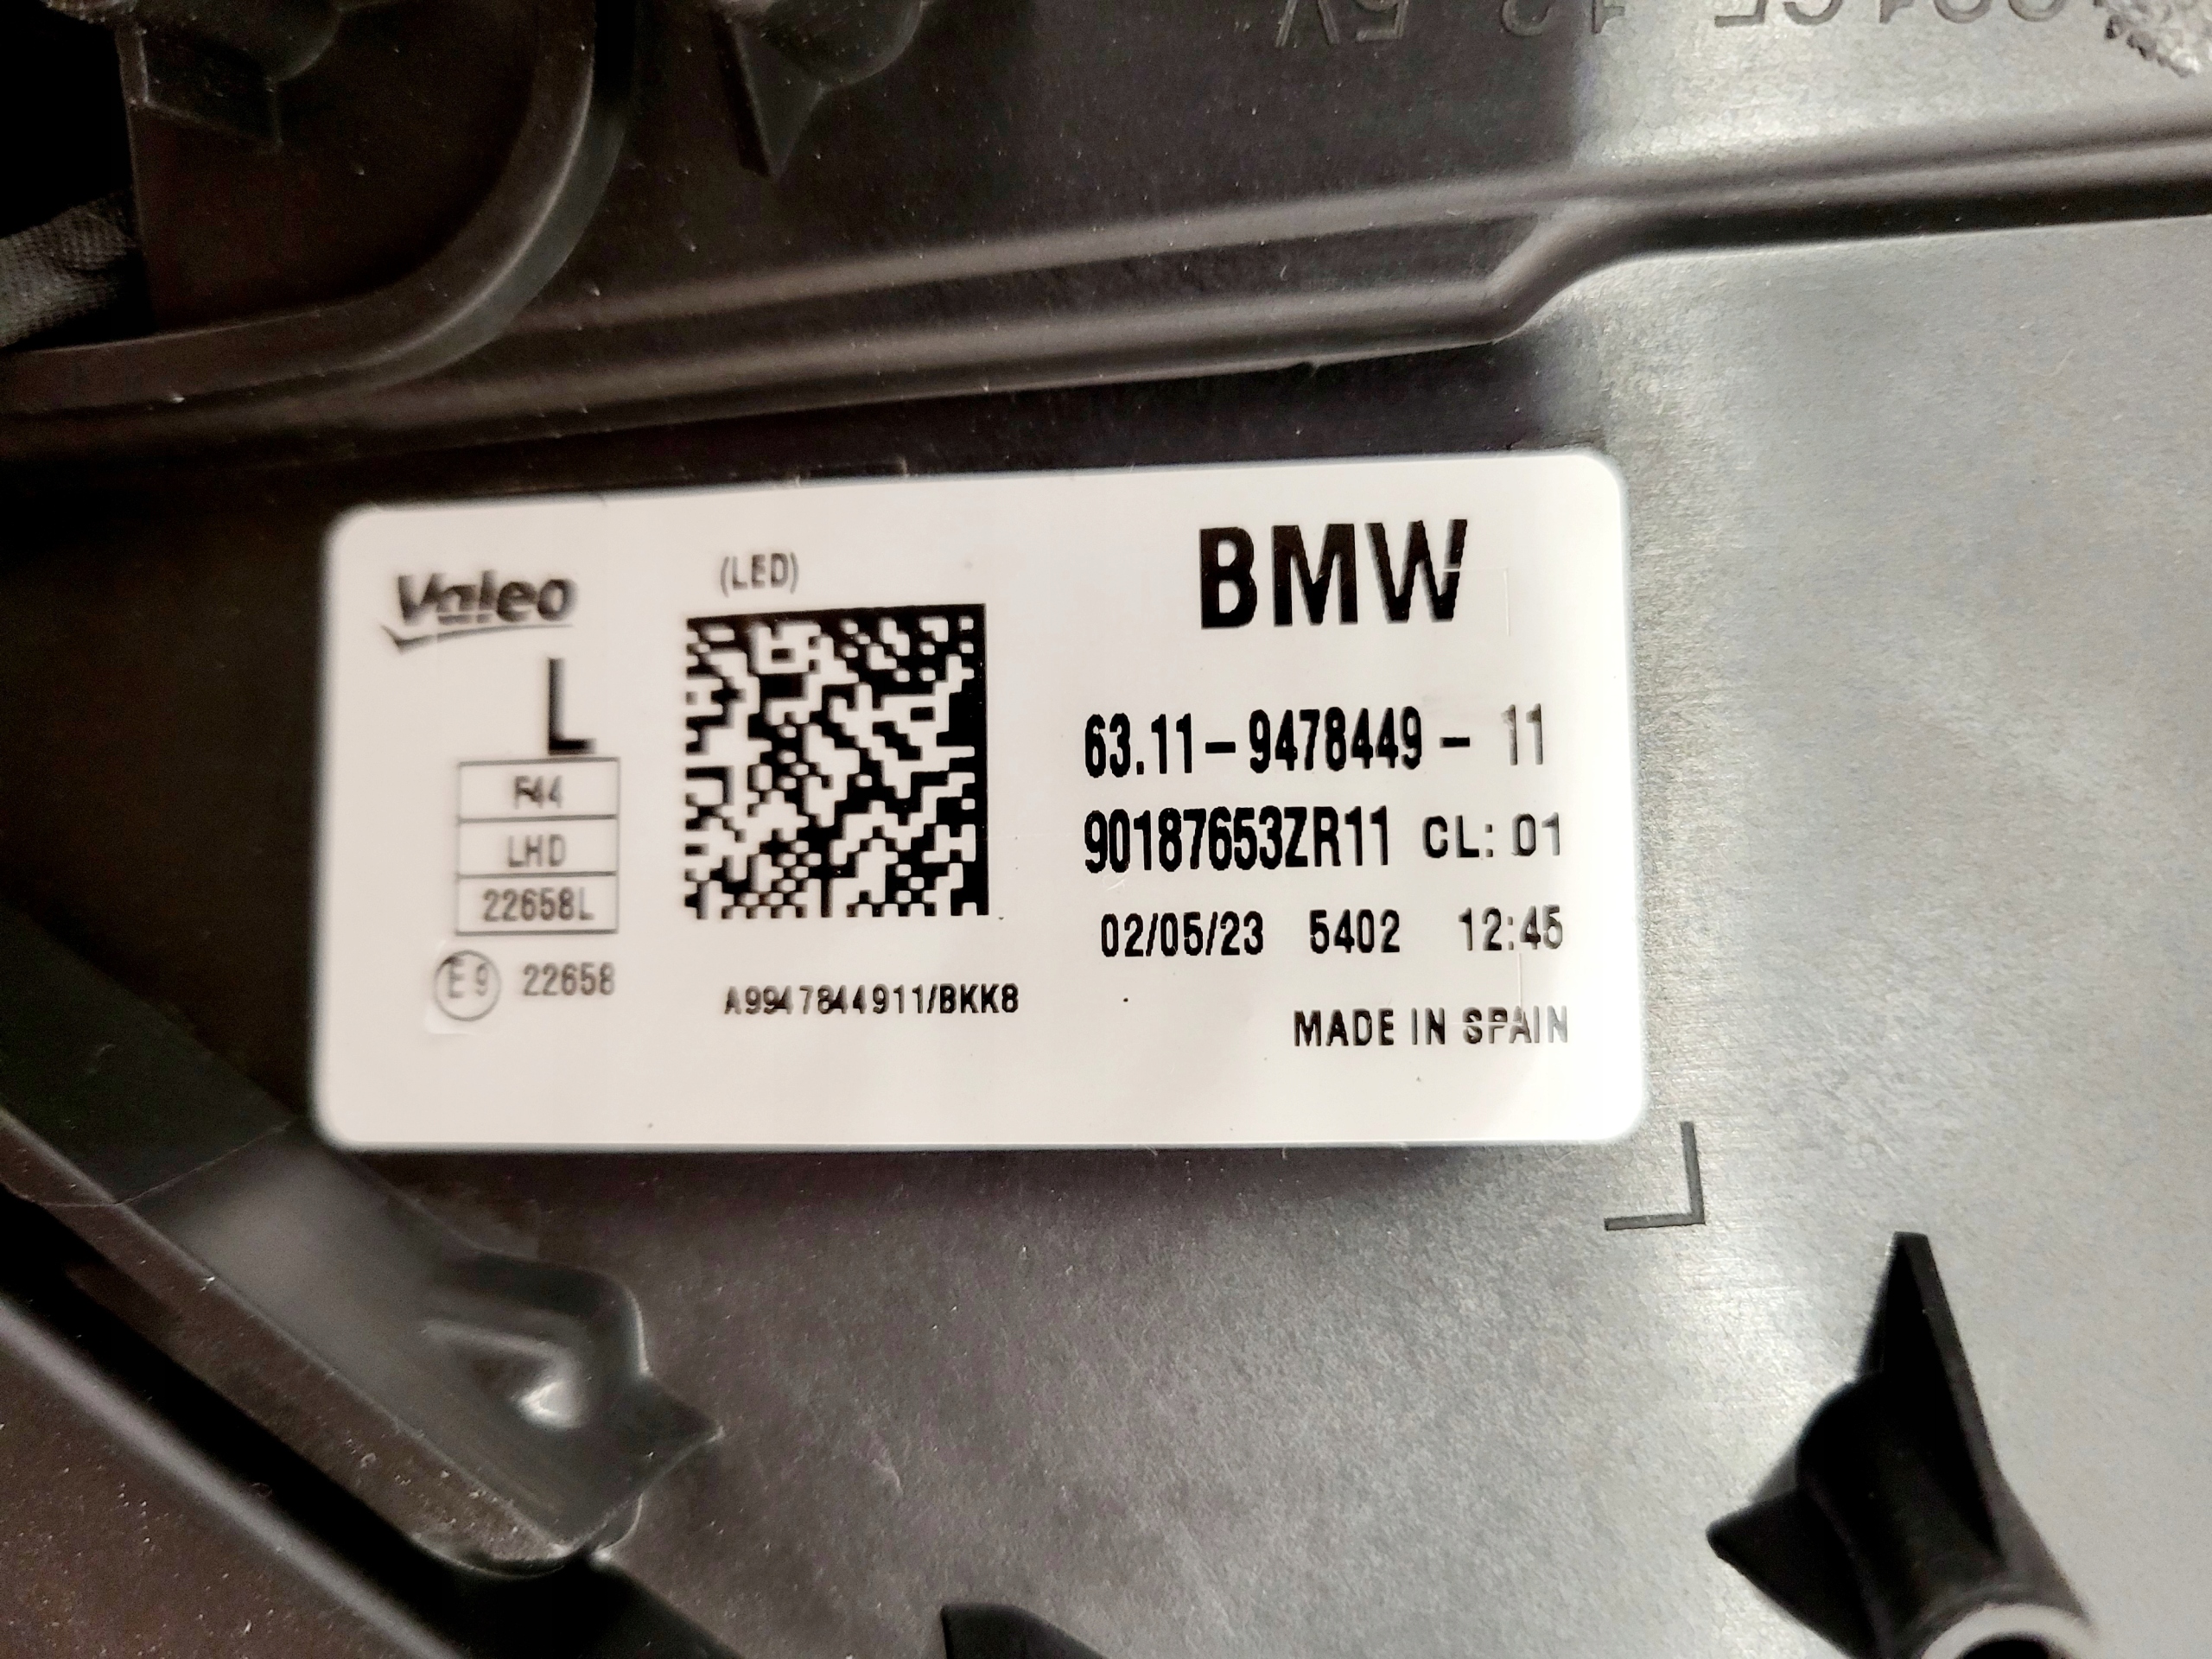 Valeo
(LED)
L
F44
LHD
22658L
E9 22658
A9947844911/BKK8
BMW
63.11-9478449- 11
90187653ZR11 CL: 01
02/05/23 5402 12:45
MADE IN SPAIN